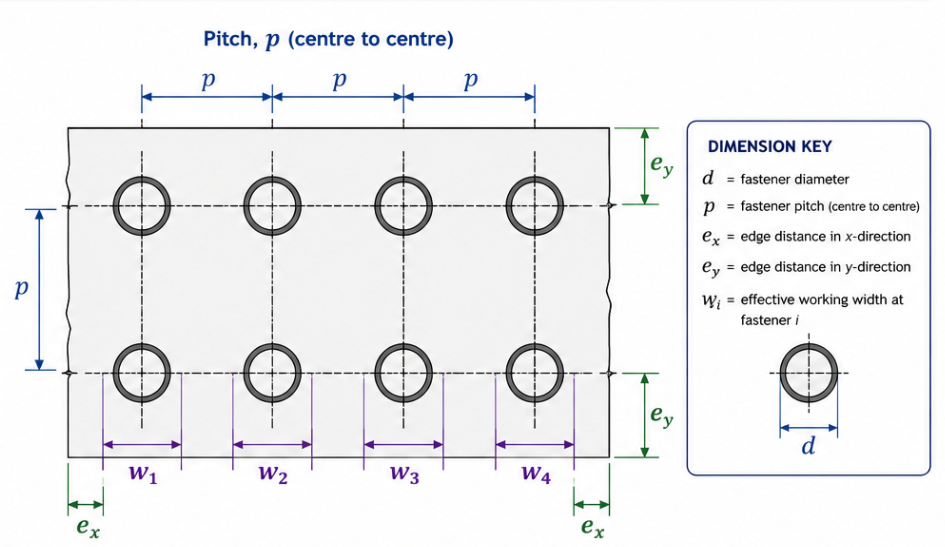 Pitch, p (centre to centre)
p p p
e_y
p
e_y
w_1 w_2 w_3 w_4
e_x e_x
DIMENSION KEY
d = fastener diameter
p = fastener pitch (centre to centre)
e_x = edge distance in x-direction
e_y = edge distance in y-direction
w_i = effective working width at
fastener i
d